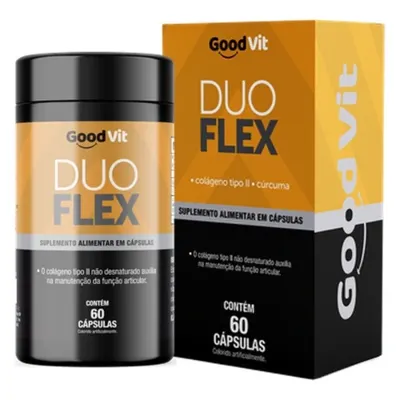 Good Vit
DUO
FLEX
SUPLEMENTO ALIMENTAR EM CÁPSULAS
• O colágeno tipo II não desnaturado auxilia
na manutenção da função articular.
CONTÉM
60
CÁPSULAS
Colorido artificialmente.
Good Vit
DUO
FLEX
• colágeno tipo II • cúrcuma
SUPLEMENTO ALIMENTAR EM CÁPSULAS
• O colágeno tipo II não desnaturado auxilia
na manutenção da função articular.
CONTÉM
60
CÁPSULAS
Colorido artificialmente.
Good Vit